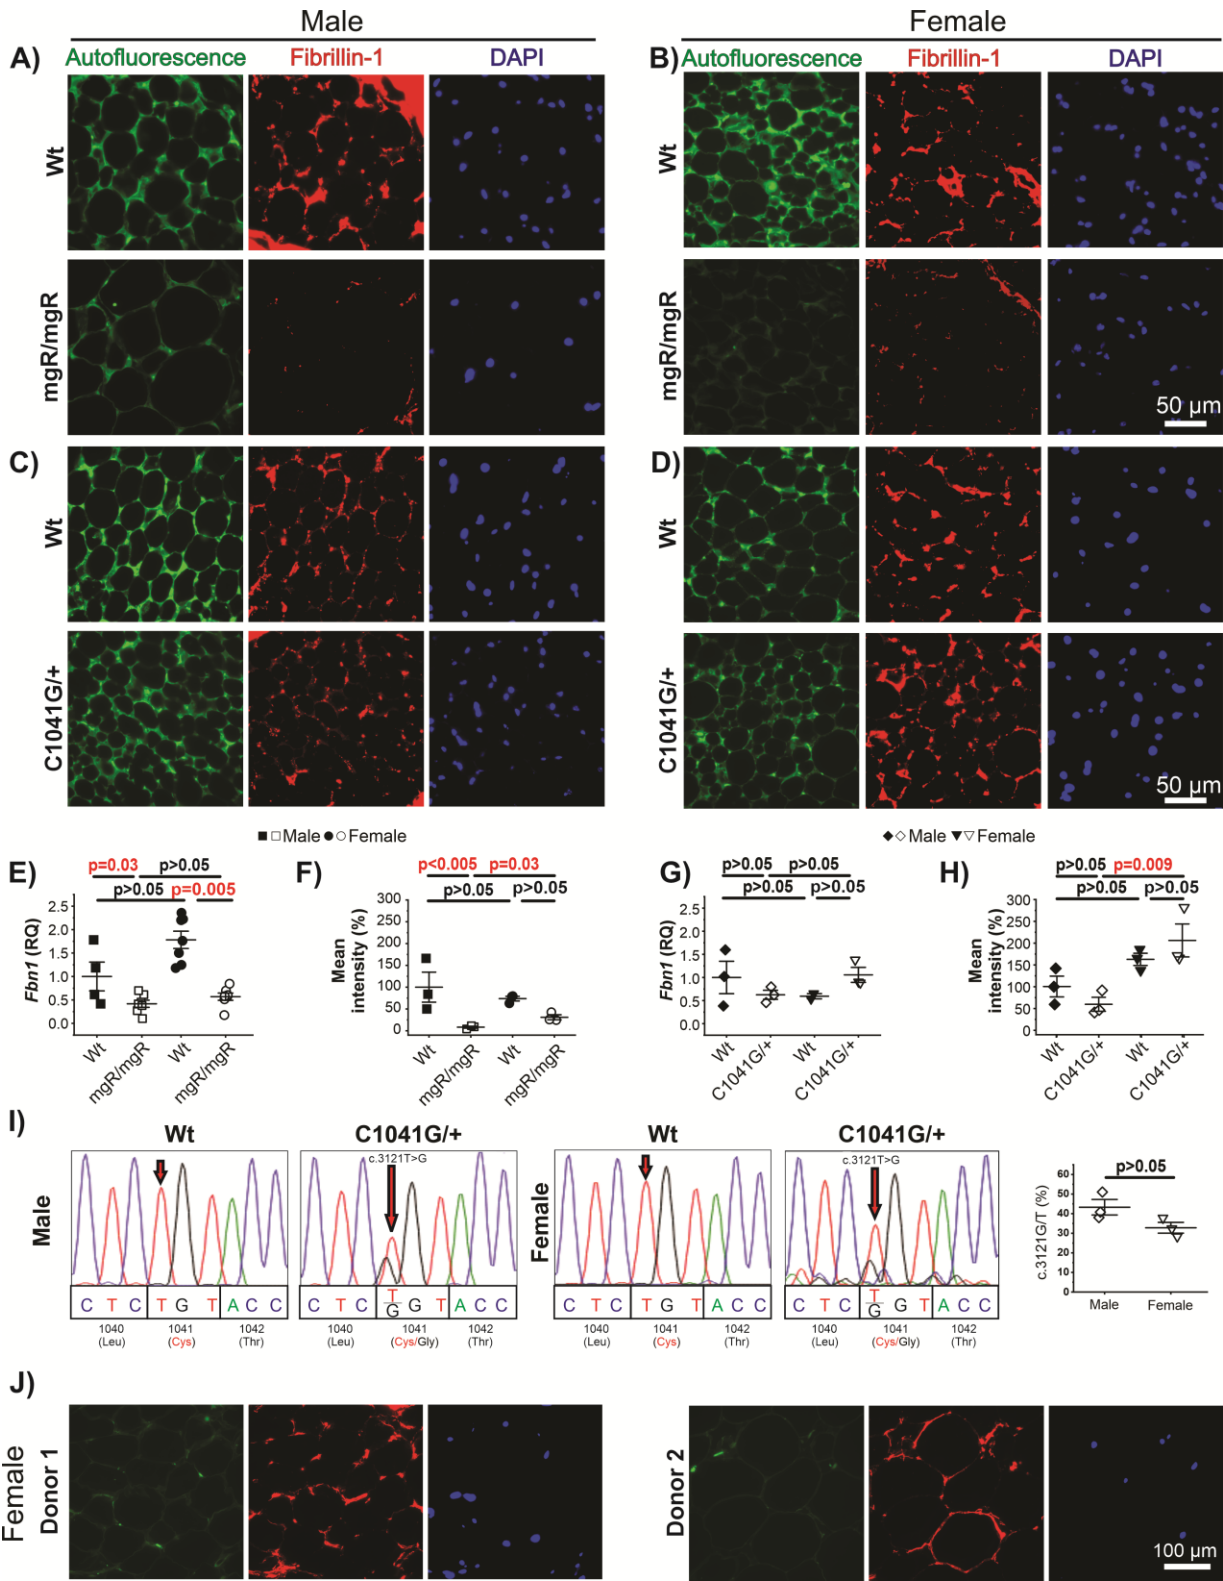 Male
Female
A)
Autofluorescence Fibrillin-1 DAPI
B)
Autofluorescence Fibrillin-1 DAPI
Wt
Wt
mgR/mgR
mgR/mgR
50 µm
C)
D)
Wt
Wt
C1041G/+
C1041G/+
50 µm
■ □ Male ● ○ Female
◆ ◇ Male ▼ ▽ Female
E)
p=0.03 p>0.05
p>0.05 p=0.005
Fbn1 (RQ)
2.5
2.0
1.5
1.0
0.5
0.0
Wt
mgR/mgR
Wt
mgR/mgR
F)
p<0.005 p=0.03
p>0.05 p>0.05
Mean
intensity (%)
300
250
200
150
100
50
0
Wt
mgR/mgR
Wt
mgR/mgR
G)
p>0.05 p>0.05
p>0.05 p>0.05
Fbn1 (RQ)
2.5
2.0
1.5
1.0
0.5
0.0
Wt
C1041G/+
Wt
C1041G/+
H)
p>0.05 p=0.009
p>0.05 p>0.05
Mean
intensity (%)
300
250
200
150
100
50
0
Wt
C1041G/+
Wt
C1041G/+
I)
Wt
C1041G/+
Wt
C1041G/+
c.3121T>G
c.3121T>G
Male
Female
C T C T G T A C C
1040 1041 1042
(Leu) (Cys) (Thr)
C T C T/G G T A C C
1040 1041 1042
(Leu) (Cys/Gly) (Thr)
C T C T G T A C C
1040 1041 1042
(Leu) (Cys) (Thr)
C T C T/G G T A C C
1040 1041 1042
(Leu) (Cys/Gly) (Thr)
p>0.05
c.3121G/T (%)
60
50
40
30
20
10
0
Male Female
J)
Female
Donor 1
Donor 2
100 µm